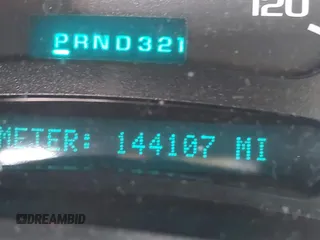 120
PRND321
METER: 144107 MI
DREAMBID